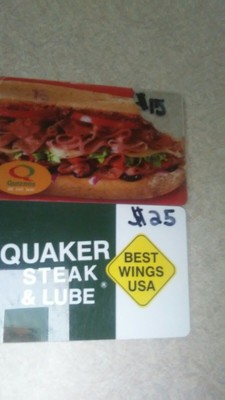 $15
Q
$25
QUAKER
STEAK
& LUBE®
BEST
WINGS
USA